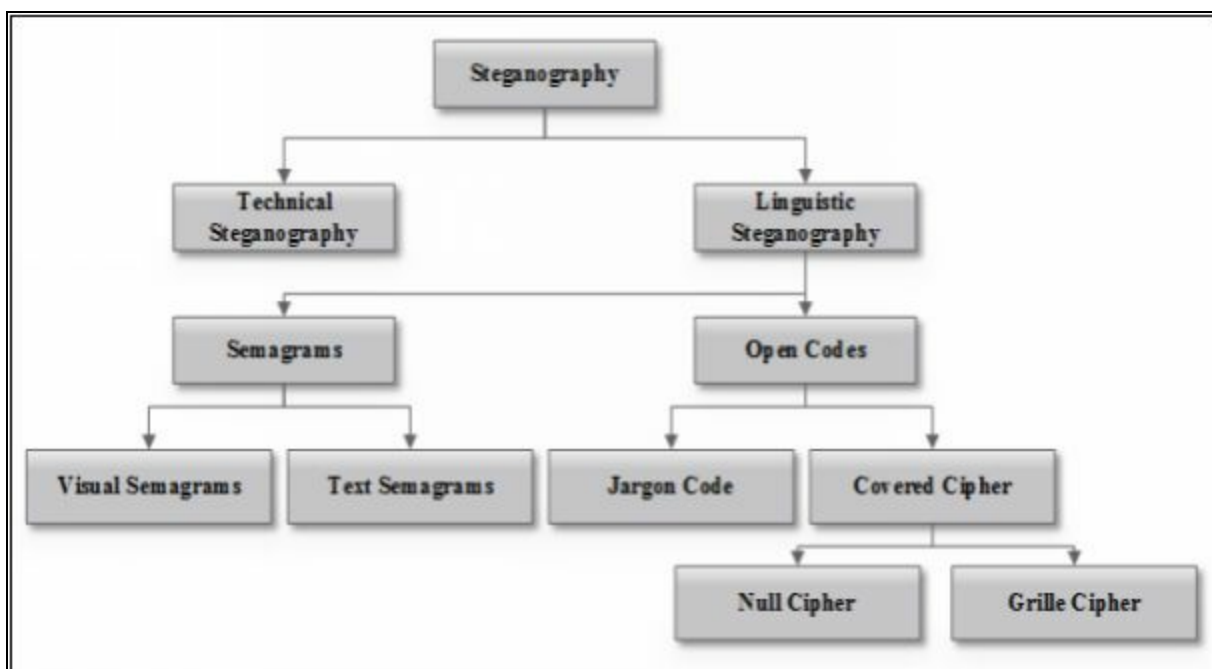 Steganography
Technical
Steganography
Linguistic
Steganography
Semagrams
Open Codes
Visual Semagrams
Text Semagrams
Jargon Code
Covered Cipher
Null Cipher
Grille Cipher